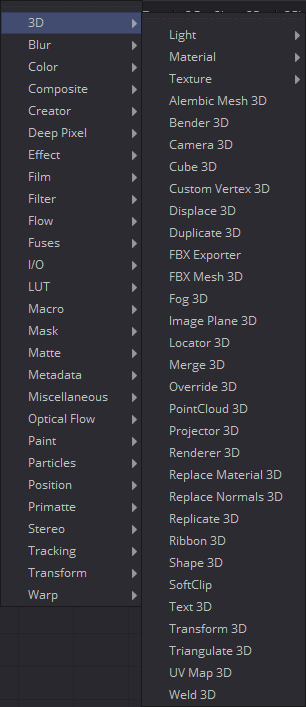 3D
Blur
Color
Composite
Creator
Deep Pixel
Effect
Film
Filter
Flow
Fuses
I/O
LUT
Macro
Mask
Matte
Metadata
Miscellaneous
Optical Flow
Paint
Particles
Position
Primatte
Stereo
Tracking
Transform
Warp
Light
Material
Texture
Alembic Mesh 3D
Bender 3D
Camera 3D
Cube 3D
Custom Vertex 3D
Displace 3D
Duplicate 3D
FBX Exporter
FBX Mesh 3D
Fog 3D
Image Plane 3D
Locator 3D
Merge 3D
Override 3D
PointCloud 3D
Projector 3D
Renderer 3D
Replace Material 3D
Replace Normals 3D
Replicate 3D
Ribbon 3D
Shape 3D
SoftClip
Text 3D
Transform 3D
Triangulate 3D
UV Map 3D
Weld 3D